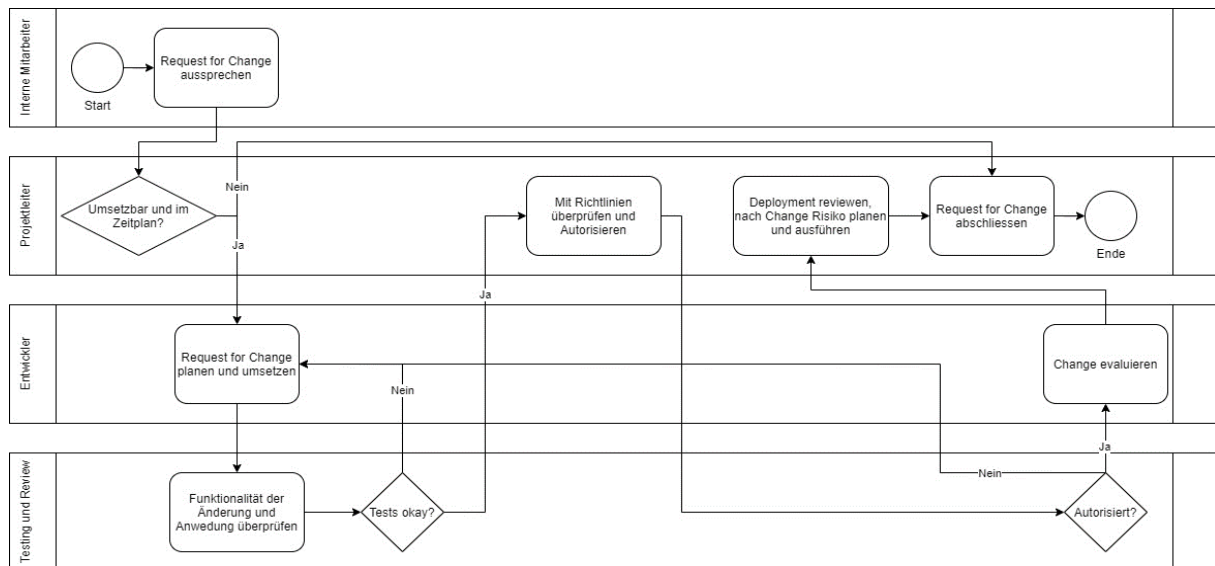 Interne Mitarbeiter
Start
Request for Change
aussprechen
Projektleiter
Umsetzbar und im
Zeitplan?
Nein
Ja
Mit Richtlinien
überprüfen und
Autorisieren
Deployment reviewen,
nach Change Risiko planen
und ausführen
Request for Change
abschliessen
Ende
Ja
Entwickler
Request for Change
planen und umsetzen
Nein
Change evaluieren
Ja
Nein
Testing und Review
Funktionalität der
Änderung und
Anwedung überprüfen
Tests okay?
Autorisiert?